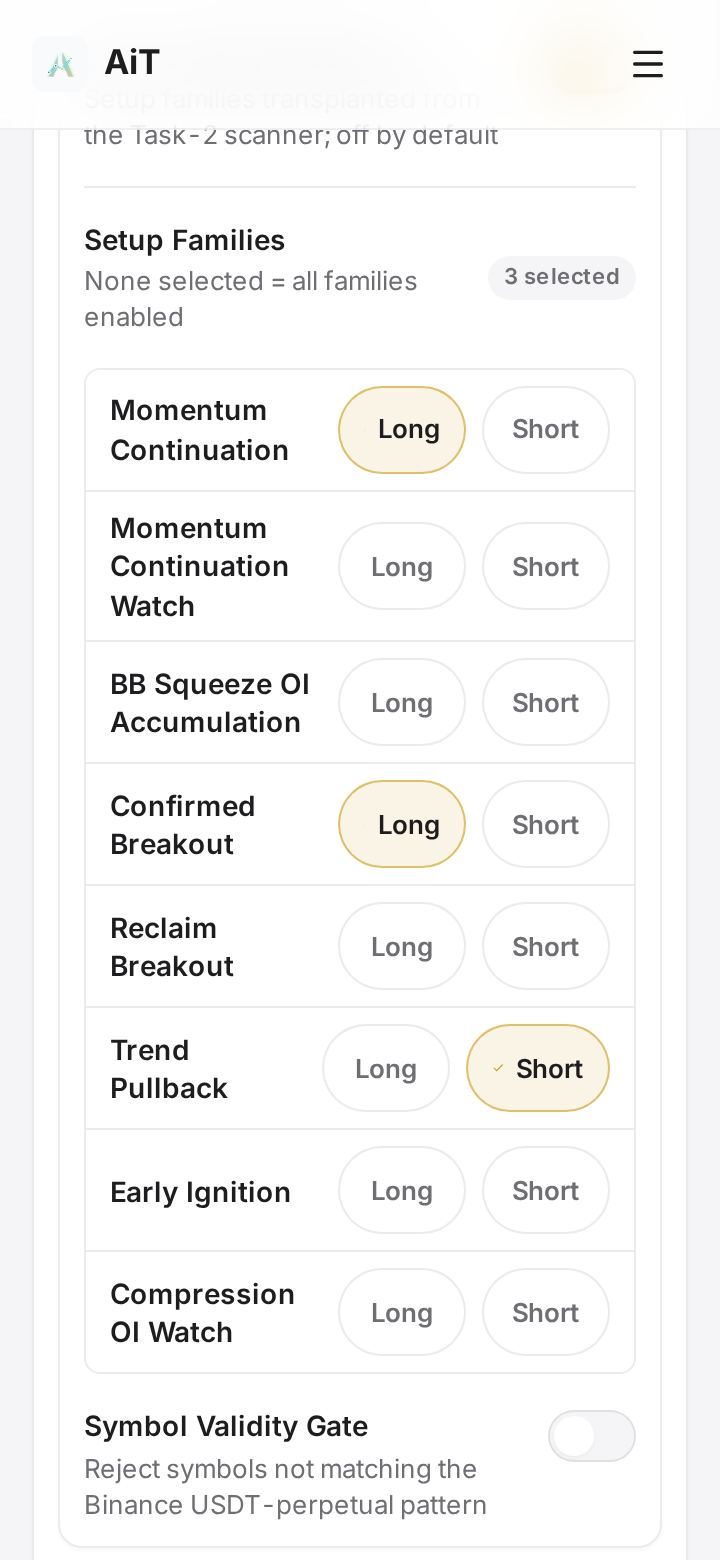 AiT
Setup families transplanted from
the Task-2 scanner; off by default
Setup Families
None selected = all families
enabled
3 selected
Momentum
Continuation
Long
Short
Momentum
Continuation
Watch
Long
Short
BB Squeeze OI
Accumulation
Long
Short
Confirmed
Breakout
Long
Short
Reclaim
Breakout
Long
Short
Trend
Pullback
Long
Short
Early Ignition
Long
Short
Compression
OI Watch
Long
Short
Symbol Validity Gate
Reject symbols not matching the
Binance USDT-perpetual pattern